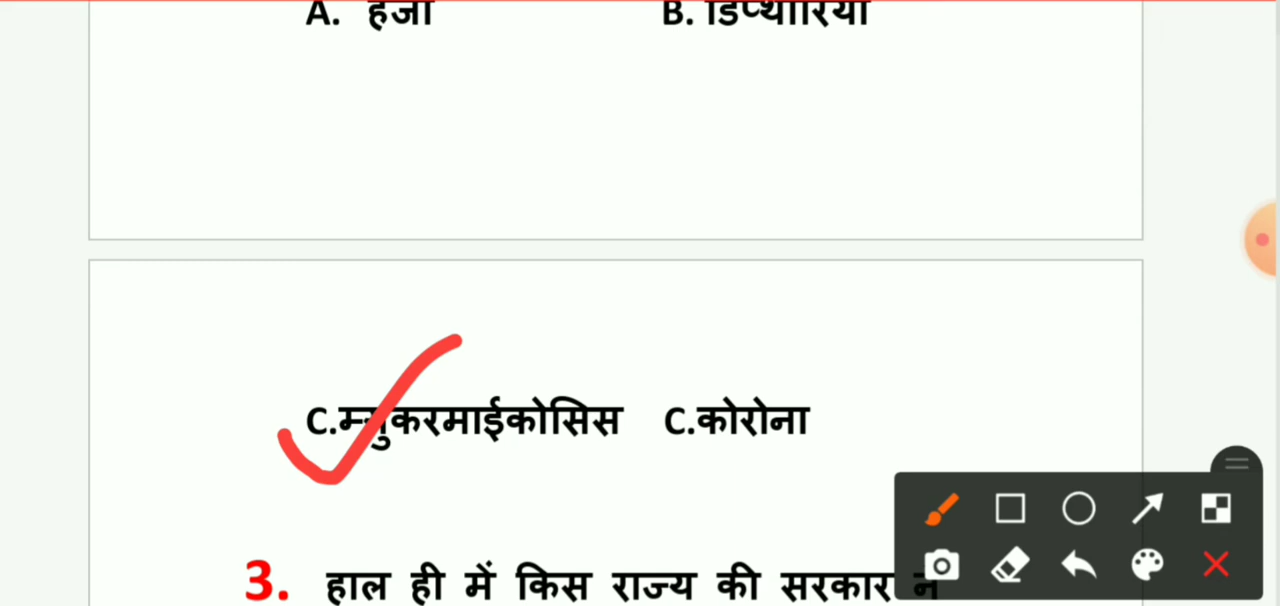 A. हैजा B. डिप्थीरिया
C.म्युकरमाईकोसिस C.कोरोना
3. हाल ही में किस राज्य की सरकार ने